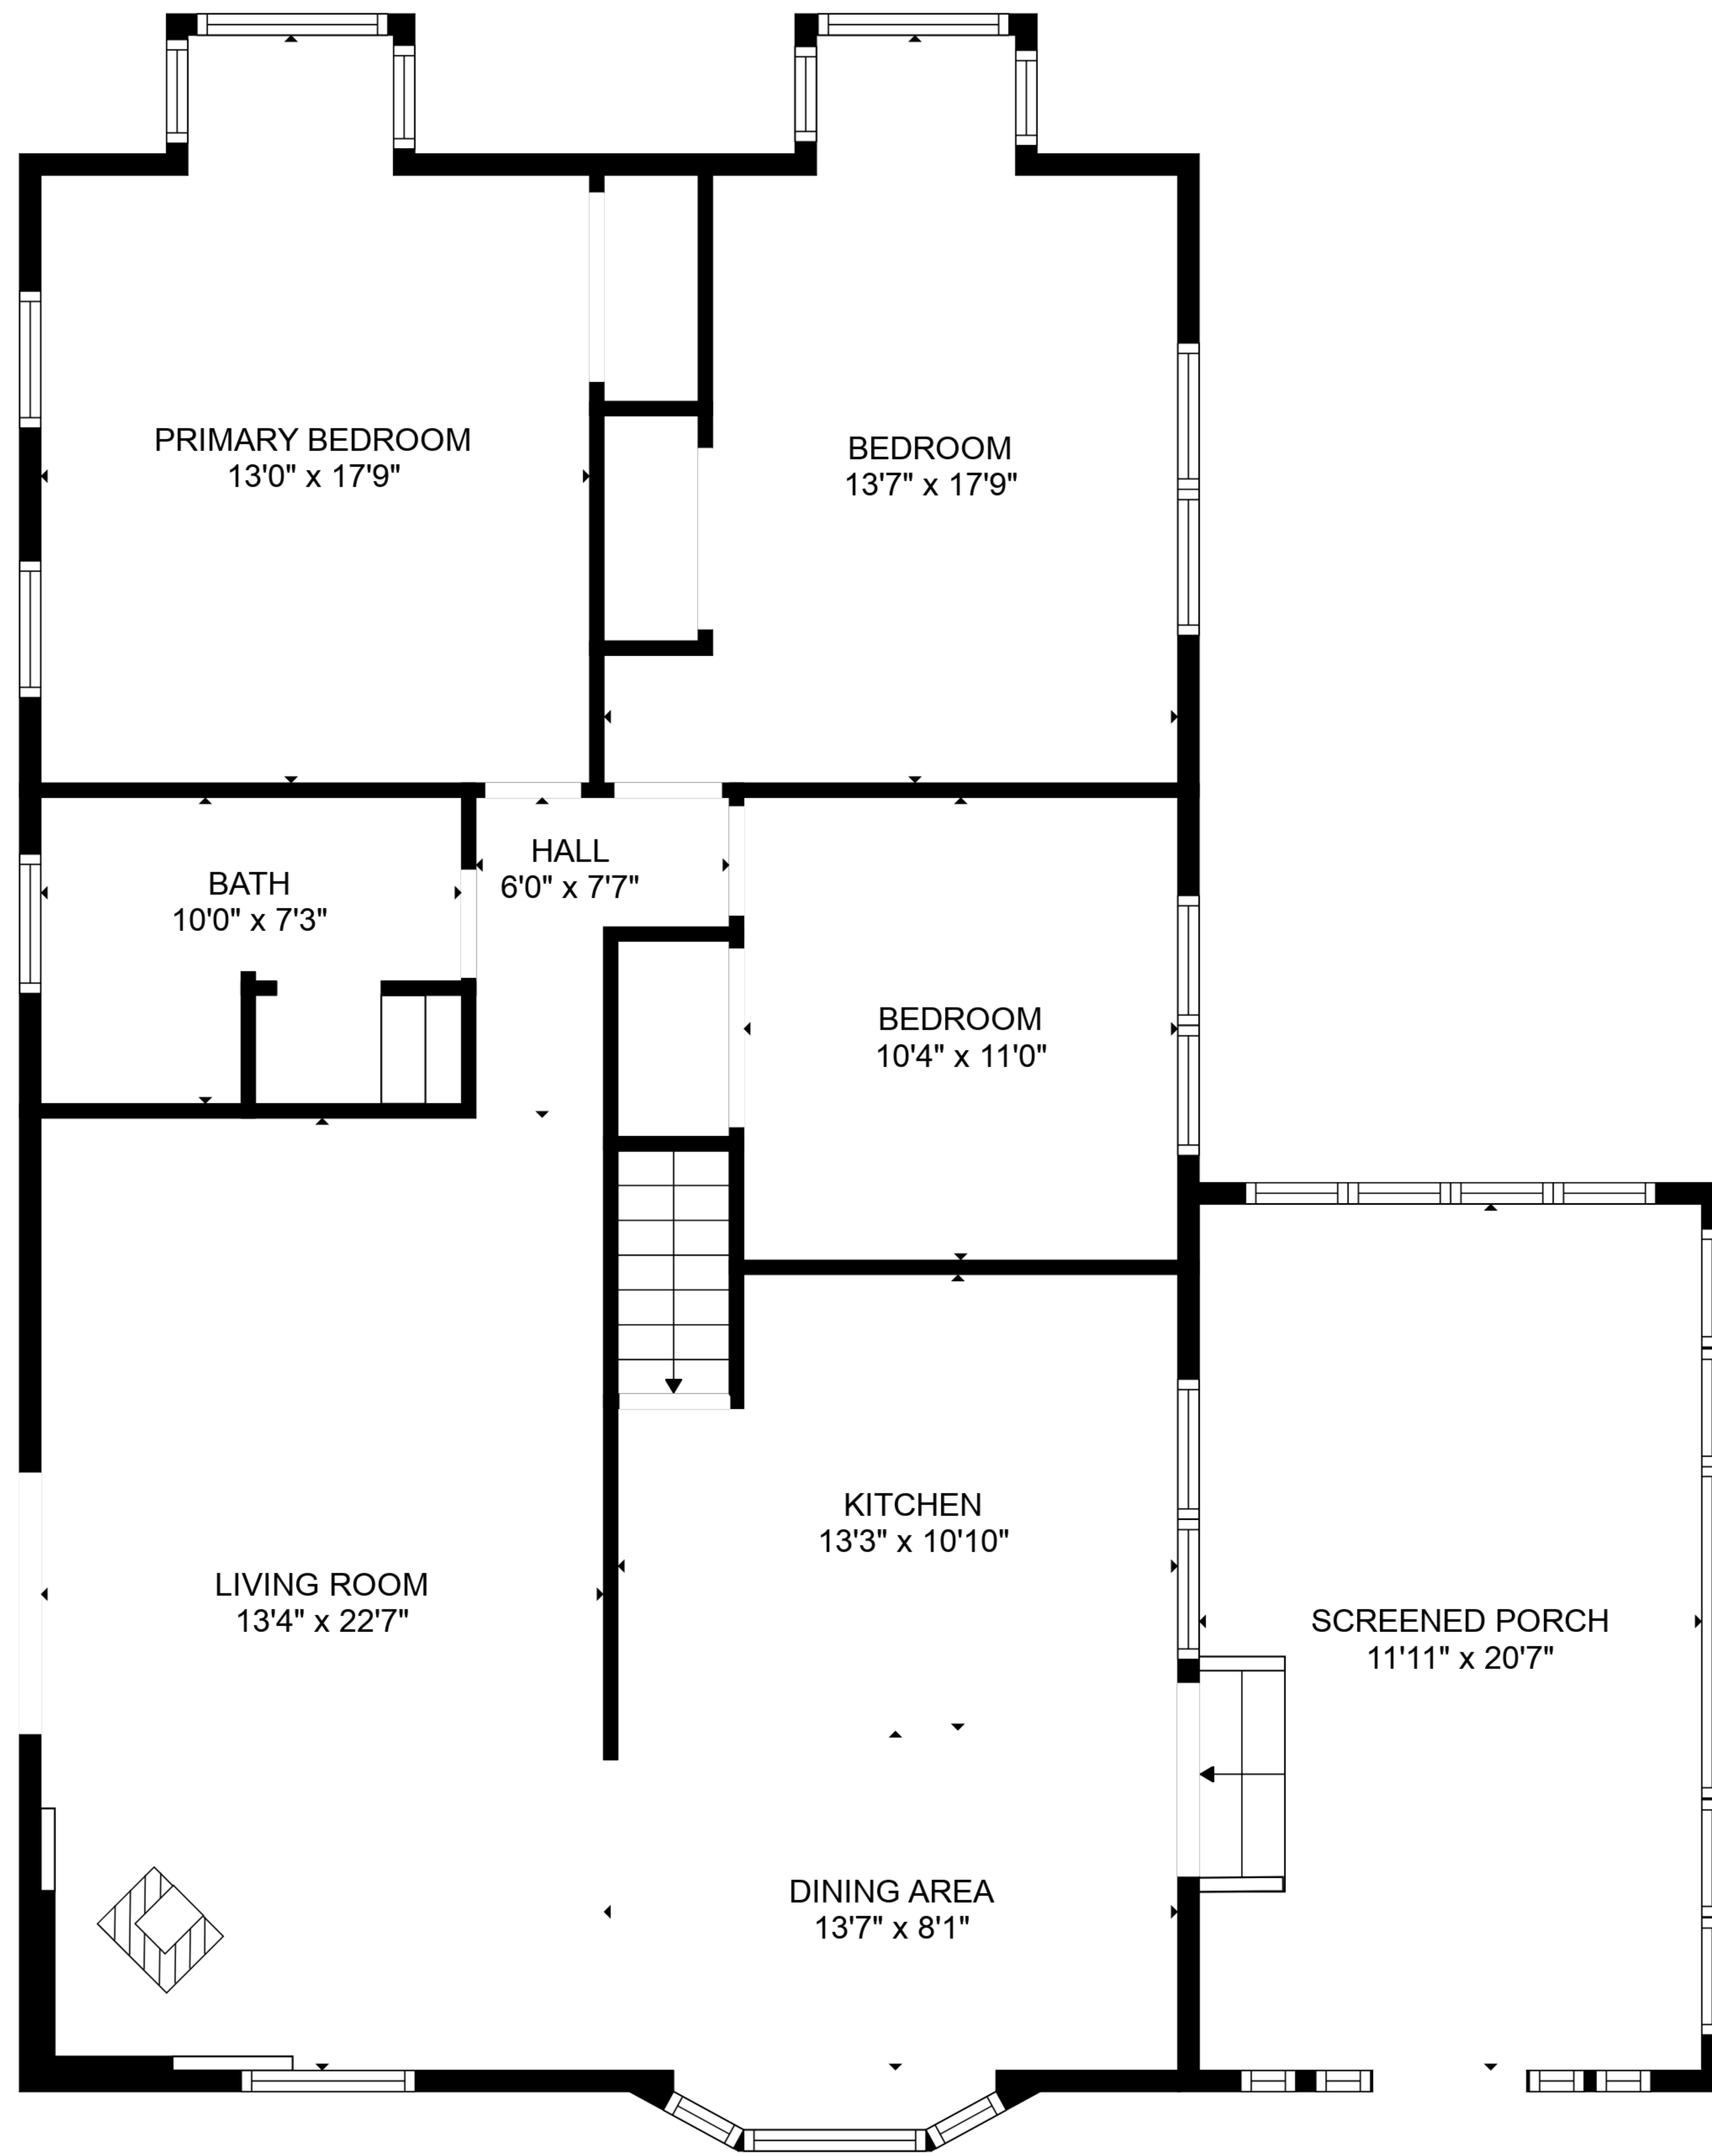 PRIMARY BEDROOM
13'0" x 17'9"
BEDROOM
13'7" x 17'9"
HALL
6'0" x 7'7"
BATH
10'0" x 7'3"
BEDROOM
10'4" x 11'0"
KITCHEN
13'3" x 10'10"
LIVING ROOM
13'4" x 22'7"
SCREENED PORCH
11'11" x 20'7"
DINING AREA
13'7" x 8'1"